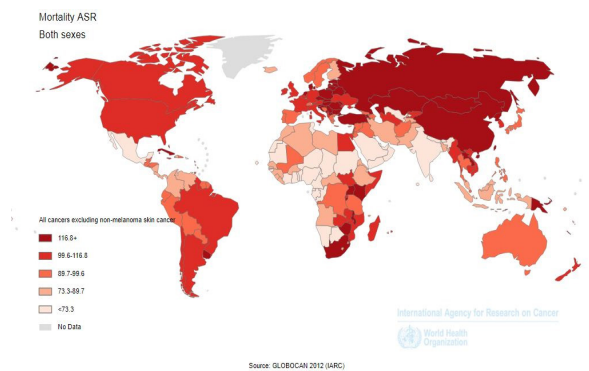 Mortality ASR
Both sexes
All cancers excluding non-melanoma skin cancer
116.8+
99.6-116.8
89.7-99.6
73.3-89.7
<73.3
No Data
International Agency for Research on Cancer
World Health
Organization
Source: GLOBOCAN 2012 (IARC)